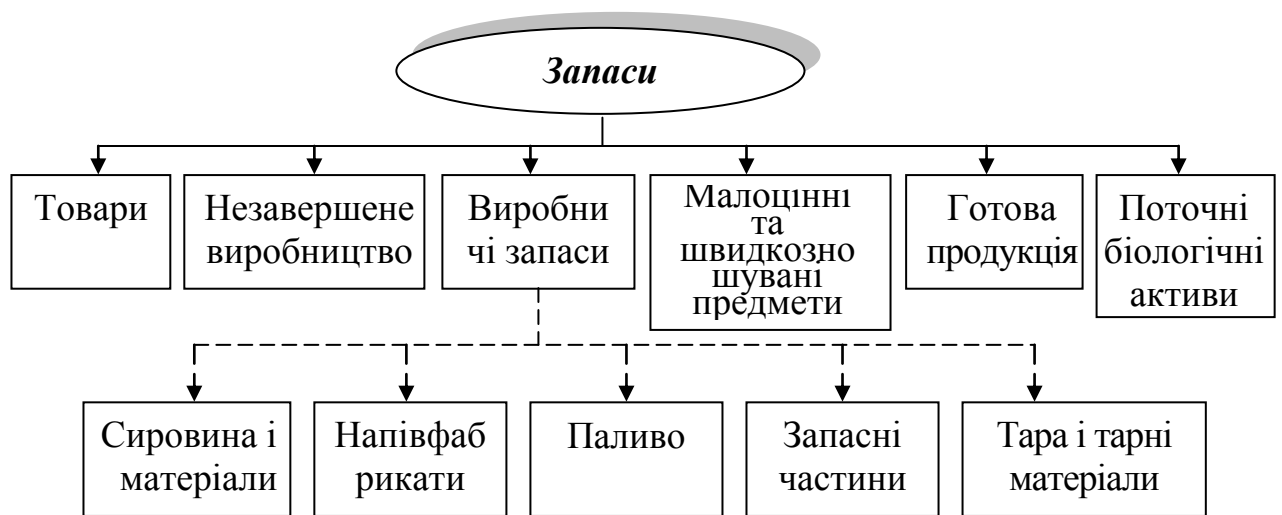 Запаси
Товари
Незавершене
виробництво
Виробни
чі запаси
Малоцінні
та
швидкозно
шувані
предмети
Готова
продукція
Поточні
біологічні
активи
Сировина і
матеріали
Напівфаб
рикати
Паливо
Запасні
частини
Тара і тарні
матеріали